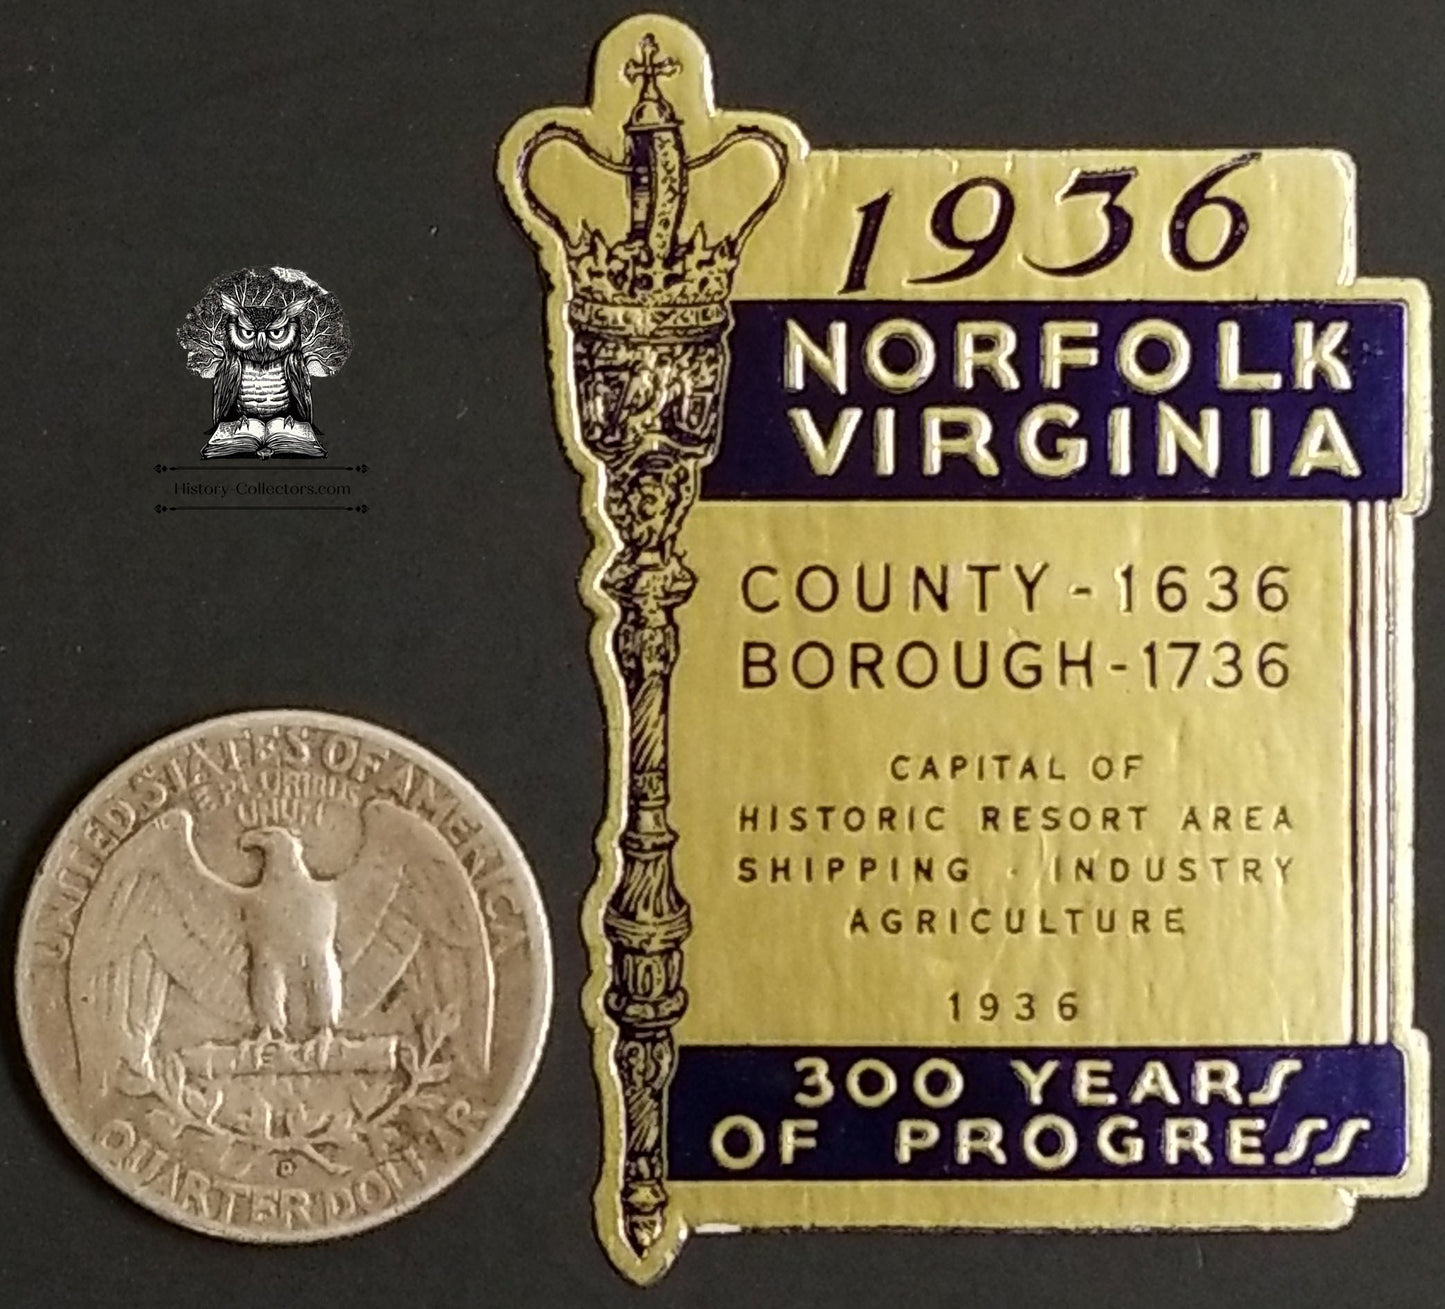 1936
NORFOLK
VIRGINIA
COUNTY - 1636
BOROUGH - 1736
CAPITAL OF
HISTORIC RESORT AREA
SHIPPING · INDUSTRY
AGRICULTURE
1936
300 YEARS
OF PROGRESS
History-Collectors.com
UNITED STATES OF AMERICA
E PLURIBUS
UNUM
QUARTER DOLLAR
D